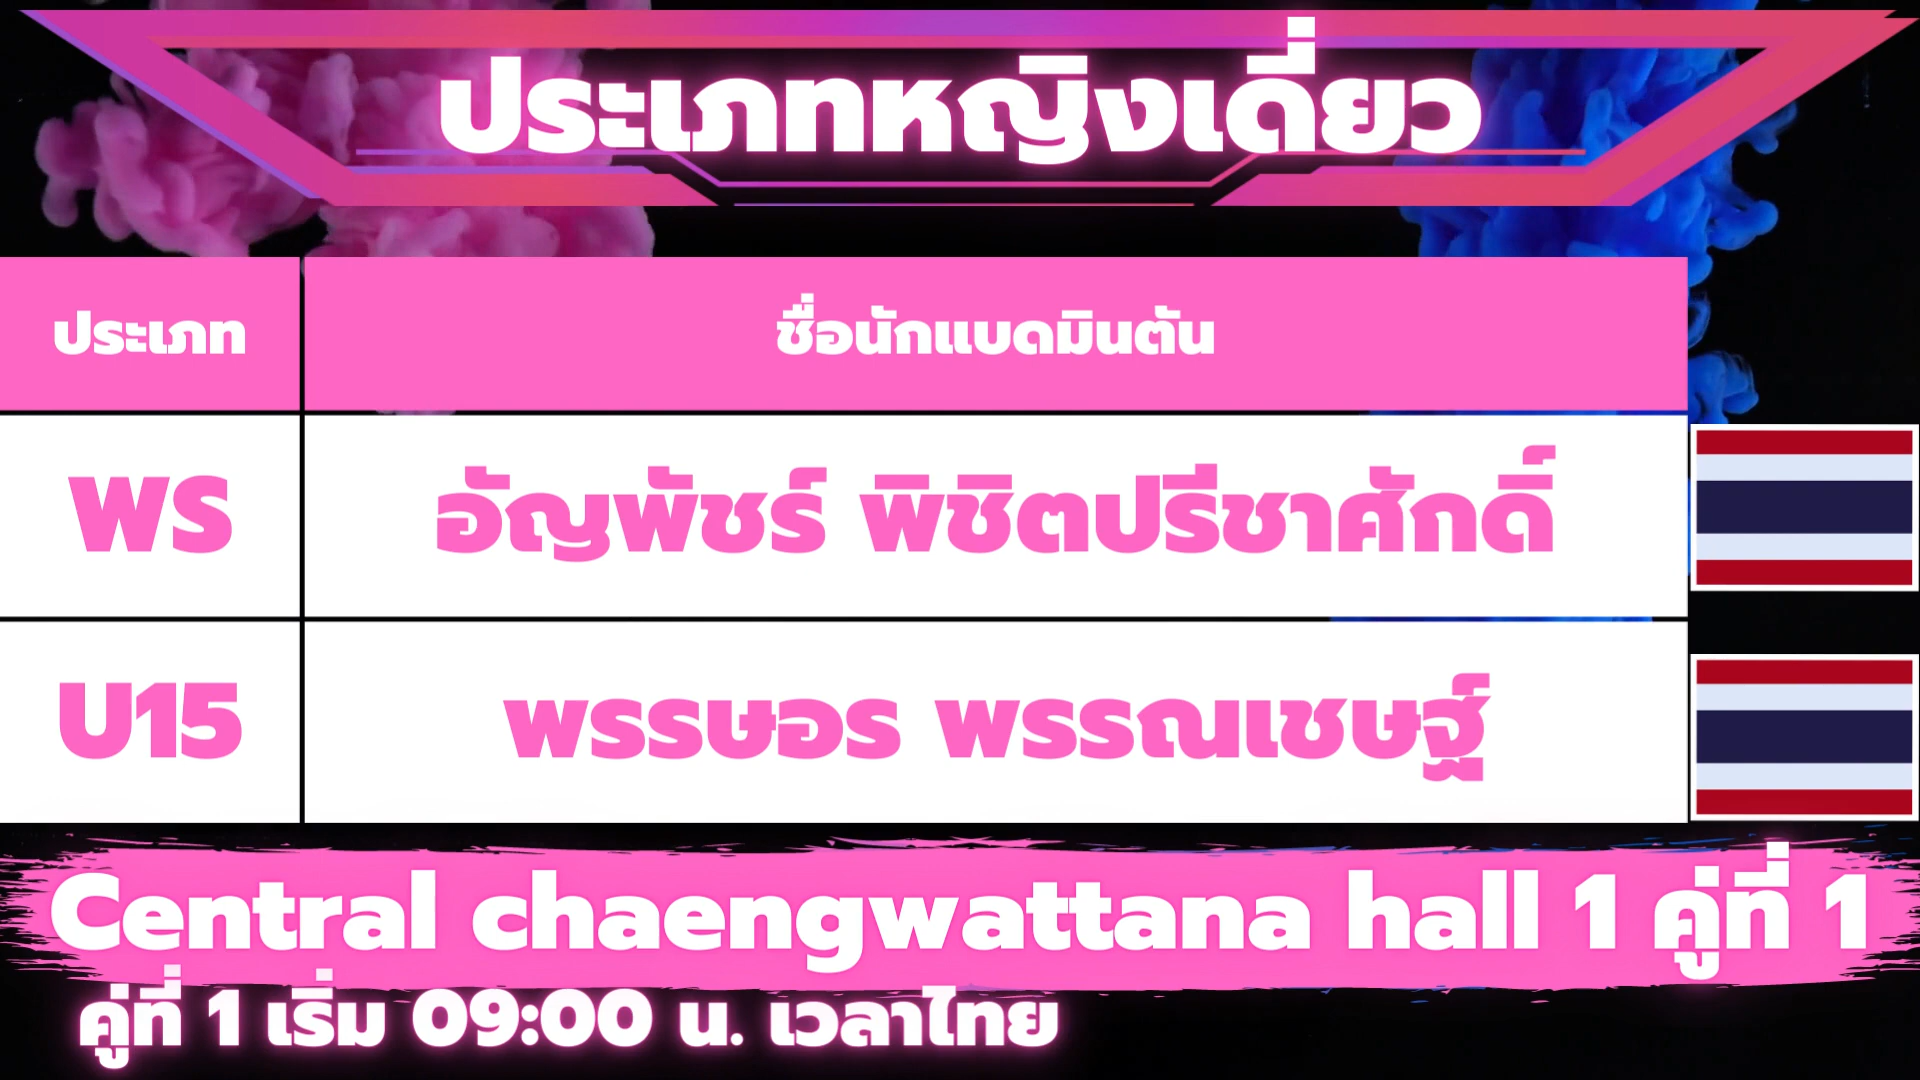 ประเภทหญิงเดี่ยว
ประเภท ชื่อนักแบดมินตัน
WS อัญพัชร์ พิชิตปรีชาศักดิ์
U15 พรรษอร พรรณเชษฐ์
Central chaengwattana hall 1 คู่ที่ 1
คู่ที่ 1 เริ่ม 09:00 น. เวลาไทย